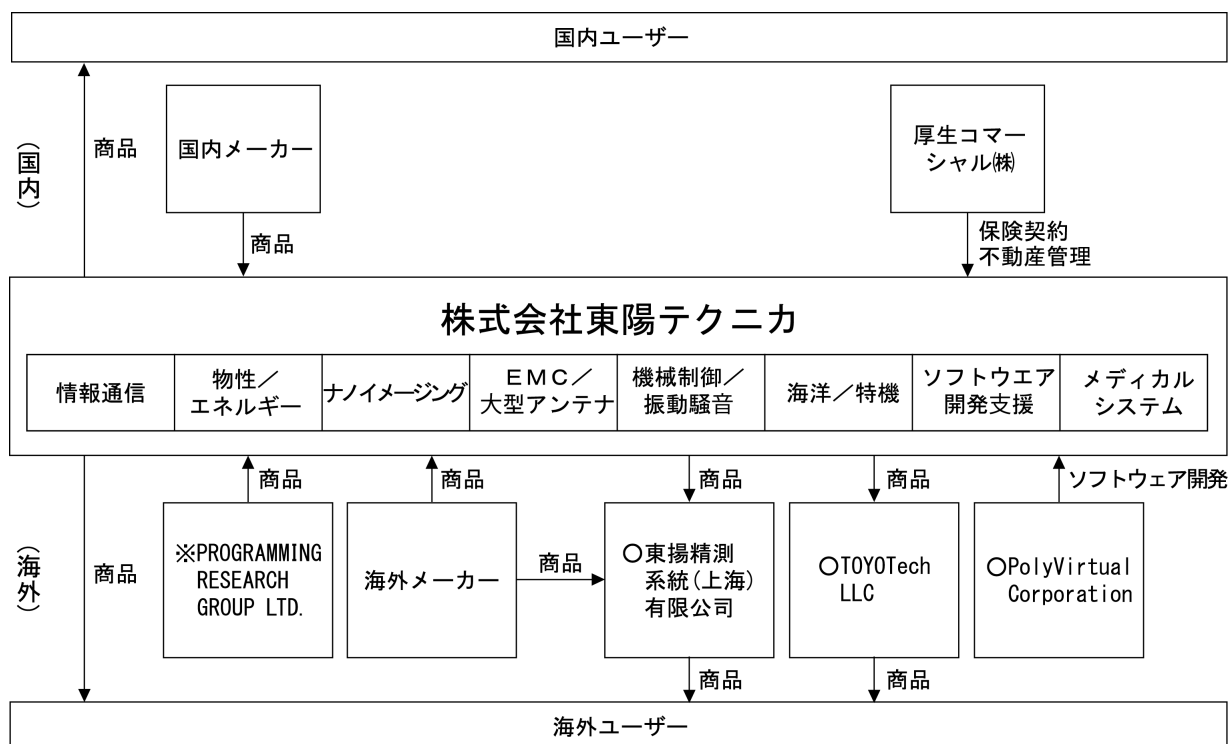 国内ユーザー
(国内)
商品
国内メーカー
商品
厚生コマー
シャル㈱
保険契約
不動産管理
株式会社東陽テクニカ
情報通信
物性／
エネルギー
ナノイメージング
ＥＭＣ／
大型アンテナ
機械制御／
振動騒音
海洋／特機
ソフトウエア
開発支援
メディカル
システム
(海外)
商品
商品
※PROGRAMMING
RESEARCH
GROUP LTD.
商品
海外メーカー
商品
商品
○東揚精測
系統(上海)
有限公司
商品
商品
○TOYOTech
LLC
商品
ソフトウェア開発
○PolyVirtual
Corporation
海外ユーザー